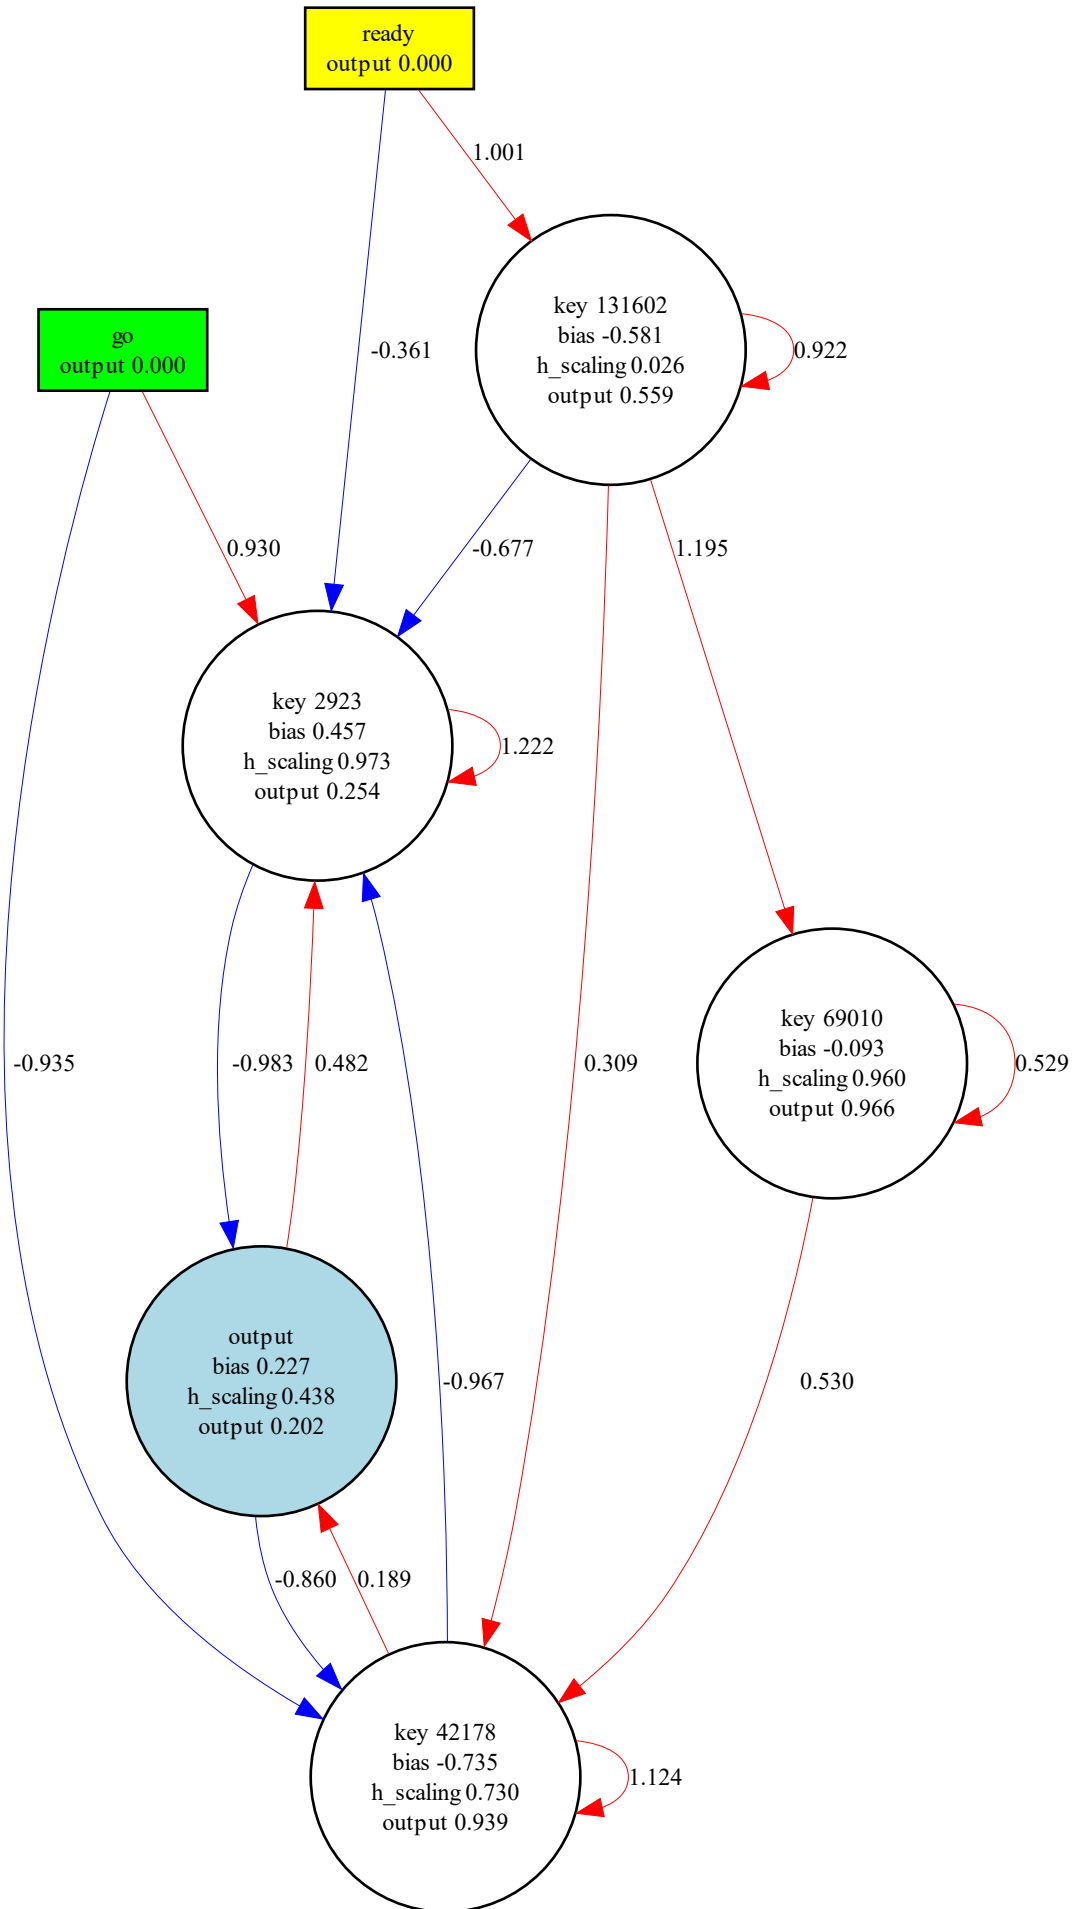 ready
output 0.000
1.001
key 131602
bias -0.581
h_scaling 0.026
output 0.559
0.922
go
output 0.000
-0.361
0.930
-0.677
1.195
key 2923
bias 0.457
h_scaling 0.973
output 0.254
1.222
key 69010
bias -0.093
h_scaling 0.960
output 0.966
-0.935
-0.983
0.482
0.309
0.529
output
bias 0.227
h_scaling 0.438
output 0.202
-0.967
0.530
-0.860
0.189
key 42178
bias -0.735
h_scaling 0.730
output 0.939
1.124